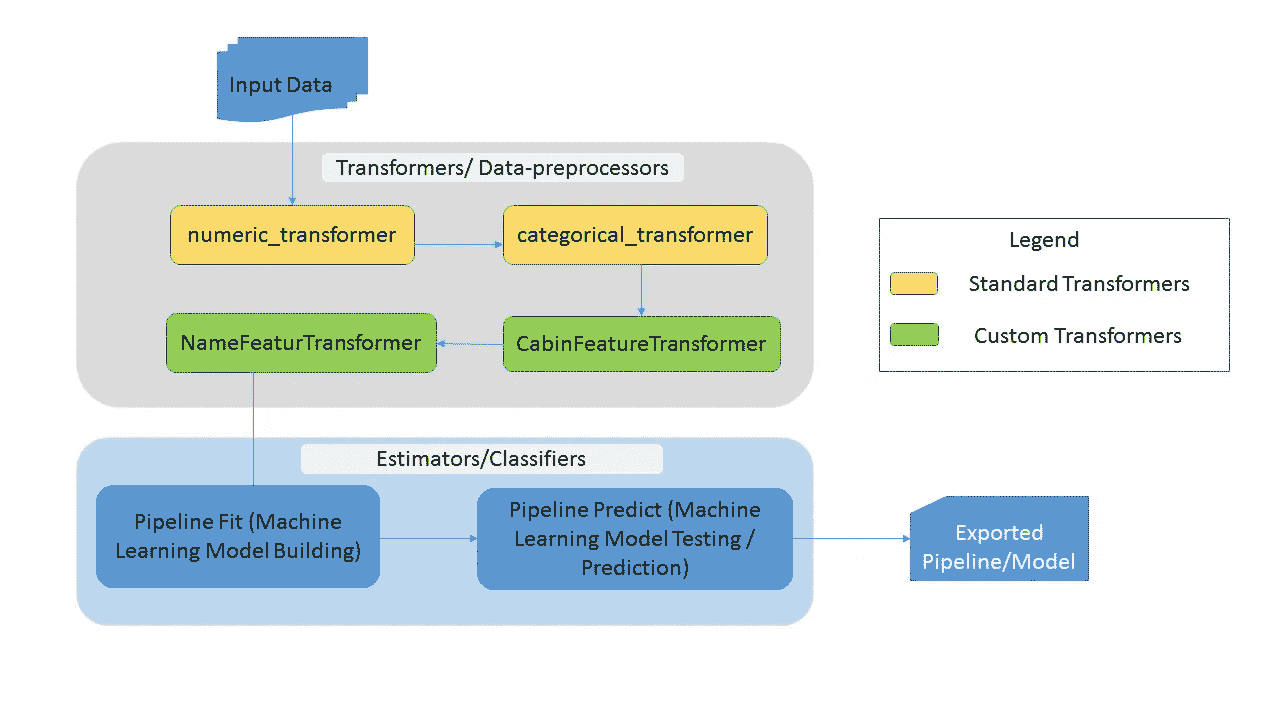 Input Data
Transformers/ Data-preprocessors
numeric_transformer
categorical_transformer
NameFeaturTransformer
CabinFeatureTransformer
Legend
Standard Transformers
Custom Transformers
Estimators/Classifiers
Pipeline Fit (Machine
Learning Model Building)
Pipeline Predict (Machine
Learning Model Testing /
Prediction)
Exported
Pipeline/Model